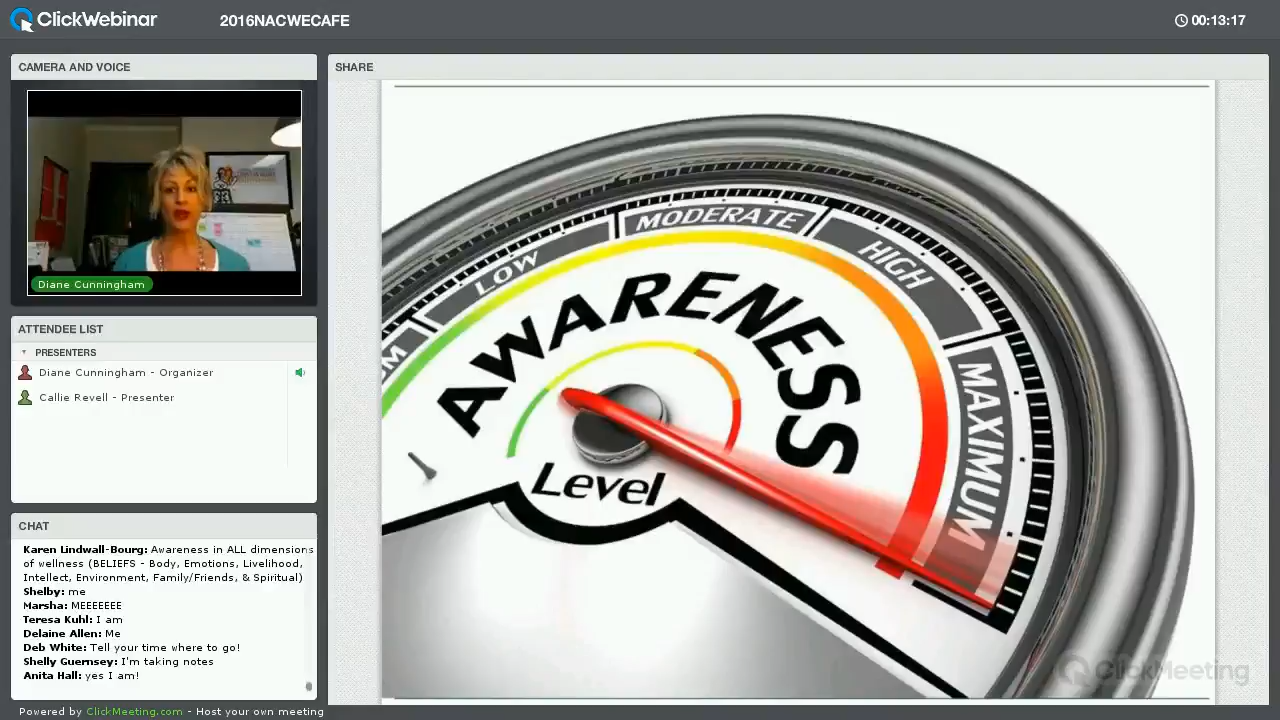 ClickWebinar
2016NACWECAFE
00:13:17
CAMERA AND VOICE
Diane Cunningham
ATTENDEE LIST
PRESENTERS
Diane Cunningham - Organizer
Callie Revell - Presenter
CHAT
Karen Lindwall-Bourg: Awareness in ALL dimensions
of wellness (BELIEFS - Body, Emotions, Livelihood,
Intellect, Environment, Family/Friends, & Spiritual)
Shelby: me
Marsha: MEEEEEEE
Teresa Kuhl: I am
Delaine Allen: Me
Deb White: Tell your time where to go!
Shelly Guernsey: I'm taking notes
Anita Hall: yes I am!
Powered by ClickMeeting.com - Host your own meeting
SHARE
LOW
MODERATE
HIGH
MAXIMUM
AWARENESS
Level
ClickMeeting